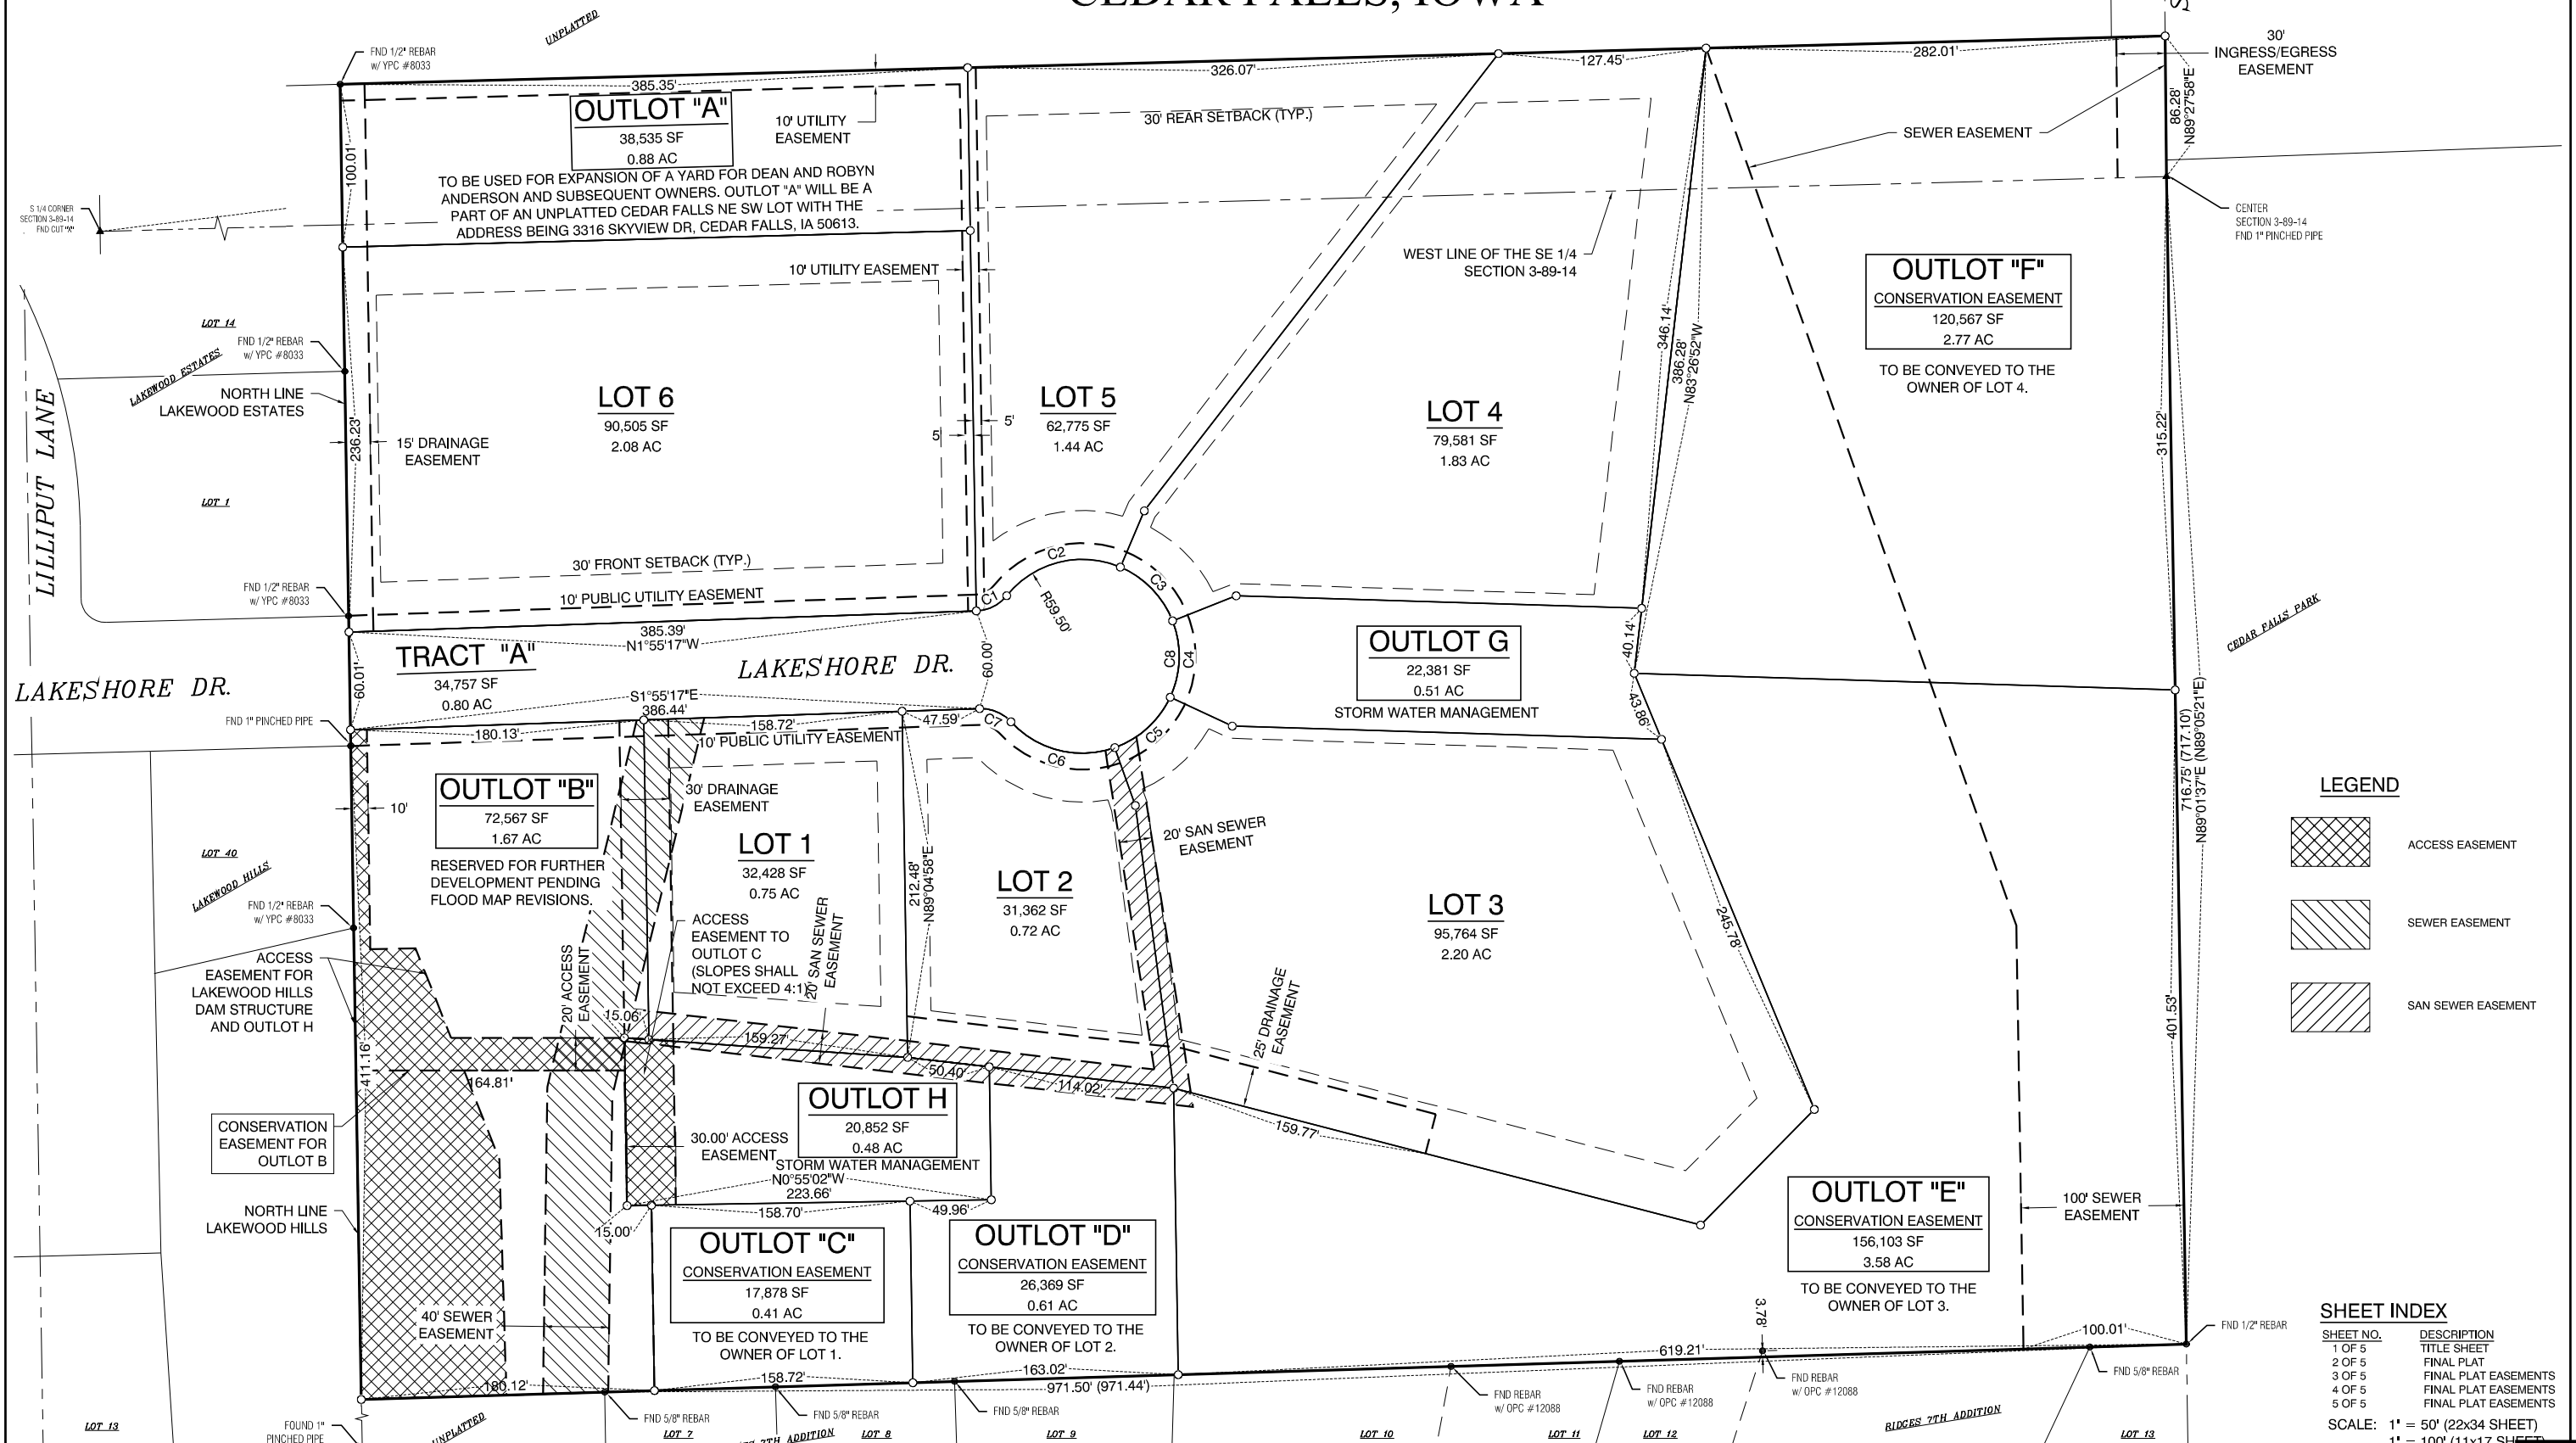 CEDAR FALLS, IOWA
UNPLATTED
FND 1/2" REBAR
w/ YPC #8033
385.35'
326.07'
127.45'
282.01'
30'
INGRESS/EGRESS
EASEMENT
86.28'
N89°27'58"E
OUTLOT "A"
38,535 SF
0.88 AC
10' UTILITY
EASEMENT
TO BE USED FOR EXPANSION OF A YARD FOR DEAN AND ROBYN
ANDERSON AND SUBSEQUENT OWNERS. OUTLOT "A" WILL BE A
PART OF AN UNPLATTED CEDAR FALLS NE SW LOT WITH THE
ADDRESS BEING 3316 SKYVIEW DR, CEDAR FALLS, IA 50613.
100.01'
30' REAR SETBACK (TYP.)
SEWER EASEMENT
S 1/4 CORNER
SECTION 3-89-14
FND CUT "X"
CENTER
SECTION 3-89-14
FND 1" PINCHED PIPE
10' UTILITY EASEMENT
WEST LINE OF THE SE 1/4
SECTION 3-89-14
OUTLOT "F"
CONSERVATION EASEMENT
120,567 SF
2.77 AC
TO BE CONVEYED TO THE
OWNER OF LOT 4.
LOT 14
FND 1/2" REBAR
w/ YPC #8033
LAKEWOOD ESTATES
NORTH LINE
LAKEWOOD ESTATES
LILLIPUT LANE
LOT 1
236.23'
15' DRAINAGE
EASEMENT
LOT 6
90,505 SF
2.08 AC
5'
5'
LOT 5
62,775 SF
1.44 AC
LOT 4
79,581 SF
1.83 AC
346.14'
386.28'
N83°26'52"W
315.22'
30' FRONT SETBACK (TYP.)
10' PUBLIC UTILITY EASEMENT
FND 1/2" REBAR
w/ YPC #8033
385.39'
N1°55'17"W
C1
C2
C3
R59.50'
C8
C4
C5
C6
C7
60.00'
TRACT "A"
34,757 SF
0.80 AC
LAKESHORE DR.
LAKESHORE DR.
60.01'
S1°55'17"E
386.44'
FND 1" PINCHED PIPE
180.13'
158.72'
47.59'
10' PUBLIC UTILITY EASEMENT
OUTLOT G
22,381 SF
0.51 AC
STORM WATER MANAGEMENT
40.14'
43.86'
CEDAR FALLS PARK
716.75' (717.10')
N89°01'37"E (N89°05'21"E)
OUTLOT "B"
72,567 SF
1.67 AC
RESERVED FOR FURTHER
DEVELOPMENT PENDING
FLOOD MAP REVISIONS.
10'
30' DRAINAGE
EASEMENT
LOT 1
32,428 SF
0.75 AC
212.48'
N89°04'58"E
LOT 2
31,362 SF
0.72 AC
20' SAN SEWER
EASEMENT
LOT 3
95,764 SF
2.20 AC
245.78'
LOT 40
LAKEWOOD HILLS
FND 1/2" REBAR
w/ YPC #8033
ACCESS
EASEMENT FOR
LAKEWOOD HILLS
DAM STRUCTURE
AND OUTLOT H
20' ACCESS
EASEMENT
ACCESS
EASEMENT TO
OUTLOT C
(SLOPES SHALL
NOT EXCEED 4:1)
20' SAN SEWER
EASEMENT
25' DRAINAGE
EASEMENT
LEGEND
ACCESS EASEMENT
SEWER EASEMENT
SAN SEWER EASEMENT
411.16'
15.06'
159.27'
50.40'
114.02'
159.77'
164.81'
401.53'
CONSERVATION
EASEMENT FOR
OUTLOT B
OUTLOT H
20,852 SF
0.48 AC
STORM WATER MANAGEMENT
30.00' ACCESS
EASEMENT
N0°55'02"W
223.66'
158.70'
49.96'
15.00'
NORTH LINE
LAKEWOOD HILLS
OUTLOT "C"
CONSERVATION EASEMENT
17,878 SF
0.41 AC
TO BE CONVEYED TO THE
OWNER OF LOT 1.
OUTLOT "D"
CONSERVATION EASEMENT
26,369 SF
0.61 AC
TO BE CONVEYED TO THE
OWNER OF LOT 2.
OUTLOT "E"
CONSERVATION EASEMENT
156,103 SF
3.58 AC
TO BE CONVEYED TO THE
OWNER OF LOT 3.
100' SEWER
EASEMENT
40' SEWER
EASEMENT
3.78'
180.12'
158.72'
163.02'
971.50' (971.44')
619.21'
100.01'
FND 1/2" REBAR
FND 5/8" REBAR
FND REBAR
w/ OPC #12088
FND REBAR
w/ OPC #12088
FND REBAR
w/ OPC #12088
FND 5/8" REBAR
FND 5/8" REBAR
FND 5/8" REBAR
FOUND 1"
PINCHED PIPE
UNPLATTED
LOT 13
LOT 7
7TH ADDITION
LOT 8
LOT 9
LOT 10
LOT 11
LOT 12
RIDGES 7TH ADDITION
LOT 13
SHEET INDEX
SHEET NO. DESCRIPTION
1 OF 5 TITLE SHEET
2 OF 5 FINAL PLAT
3 OF 5 FINAL PLAT EASEMENTS
4 OF 5 FINAL PLAT EASEMENTS
5 OF 5 FINAL PLAT EASEMENTS
SCALE: 1" = 50' (22x34 SHEET)
1" = 100' (11x17 SHEET)